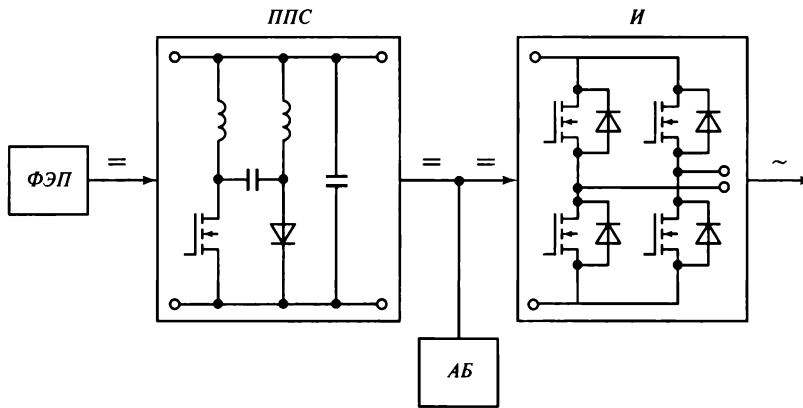 ППС
И
ФЭП
=
=
=
~
АБ